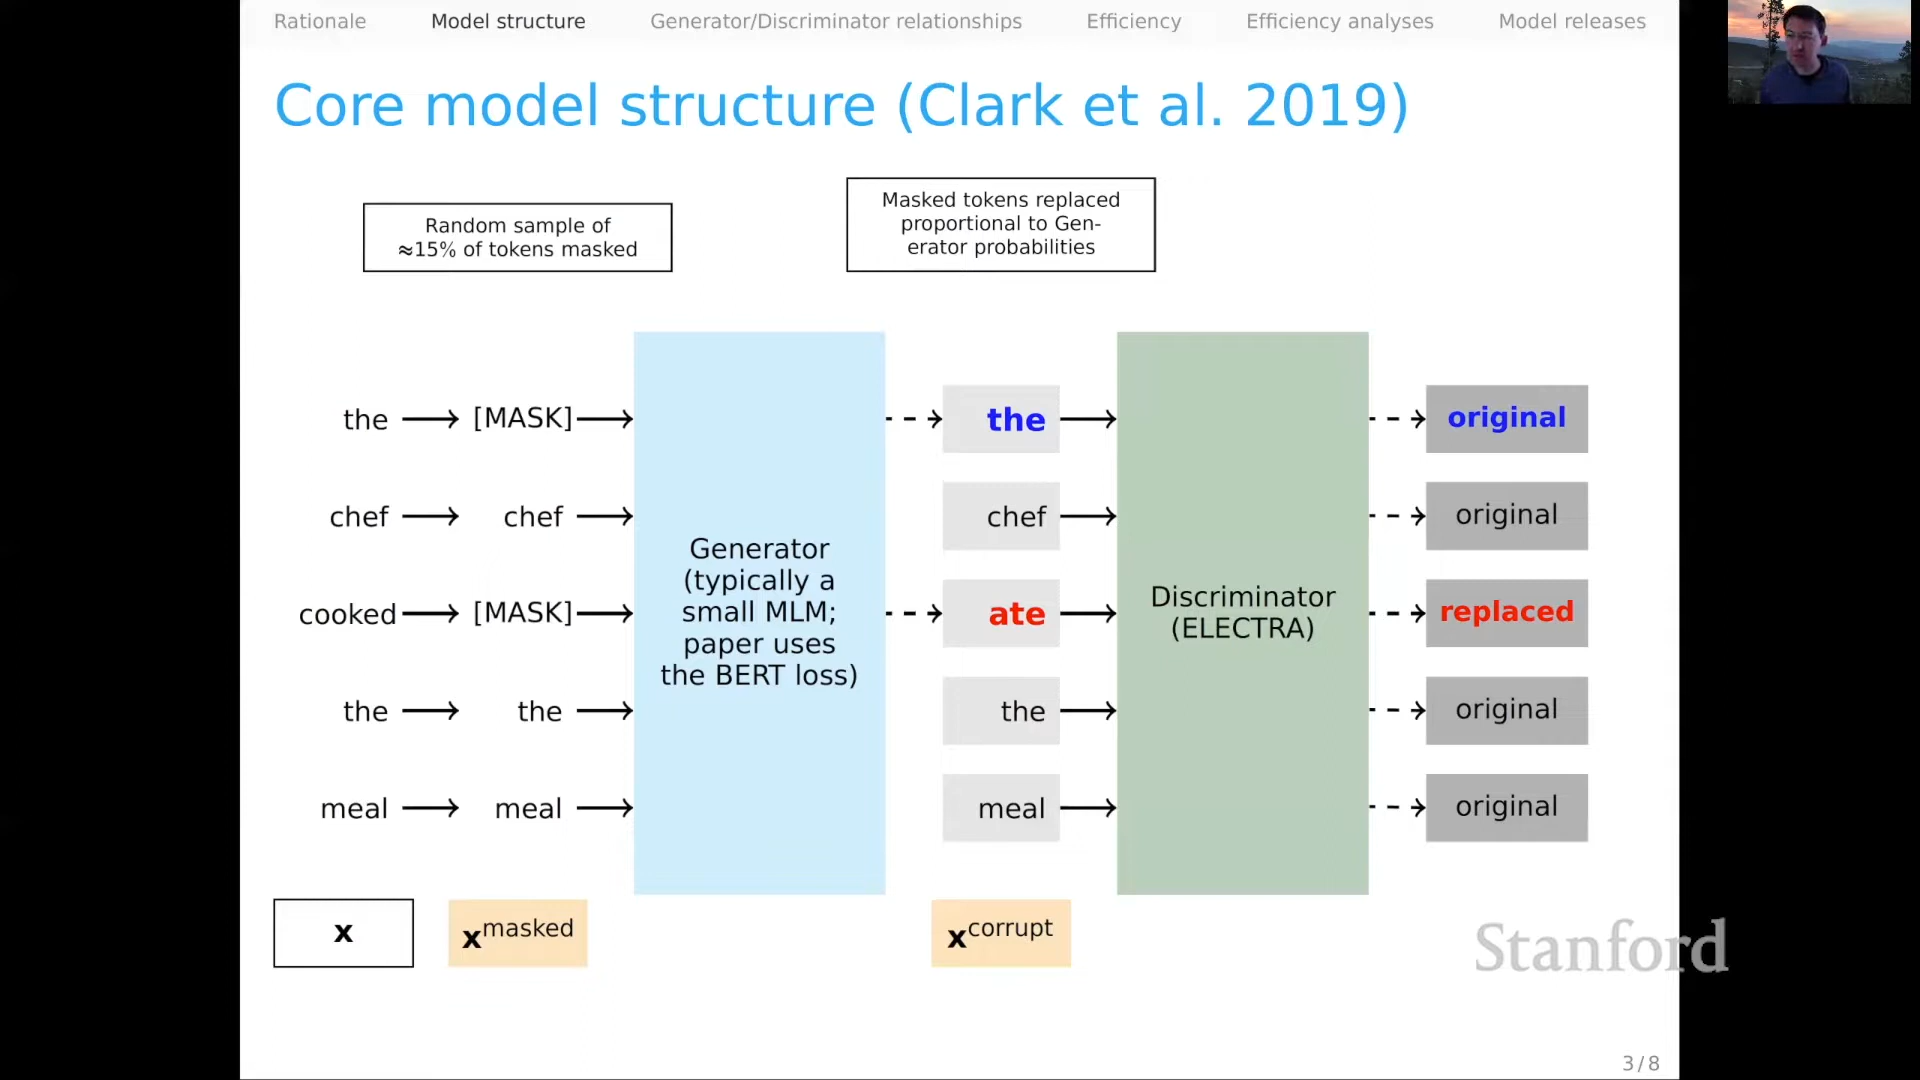 Rationale Model structure Generator/Discriminator relationships Efficiency Efficiency analyses Model releases
Core model structure (Clark et al. 2019)
Random sample of
≈15% of tokens masked
Masked tokens replaced
proportional to Gen-
erator probabilities
the [MASK] the original
chef chef chef original
cooked [MASK] ate replaced
the the the original
meal meal meal original
Generator
(typically a
small MLM;
paper uses
the BERT loss)
Discriminator
(ELECTRA)
x x^masked x^corrupt
Stanford
3/8